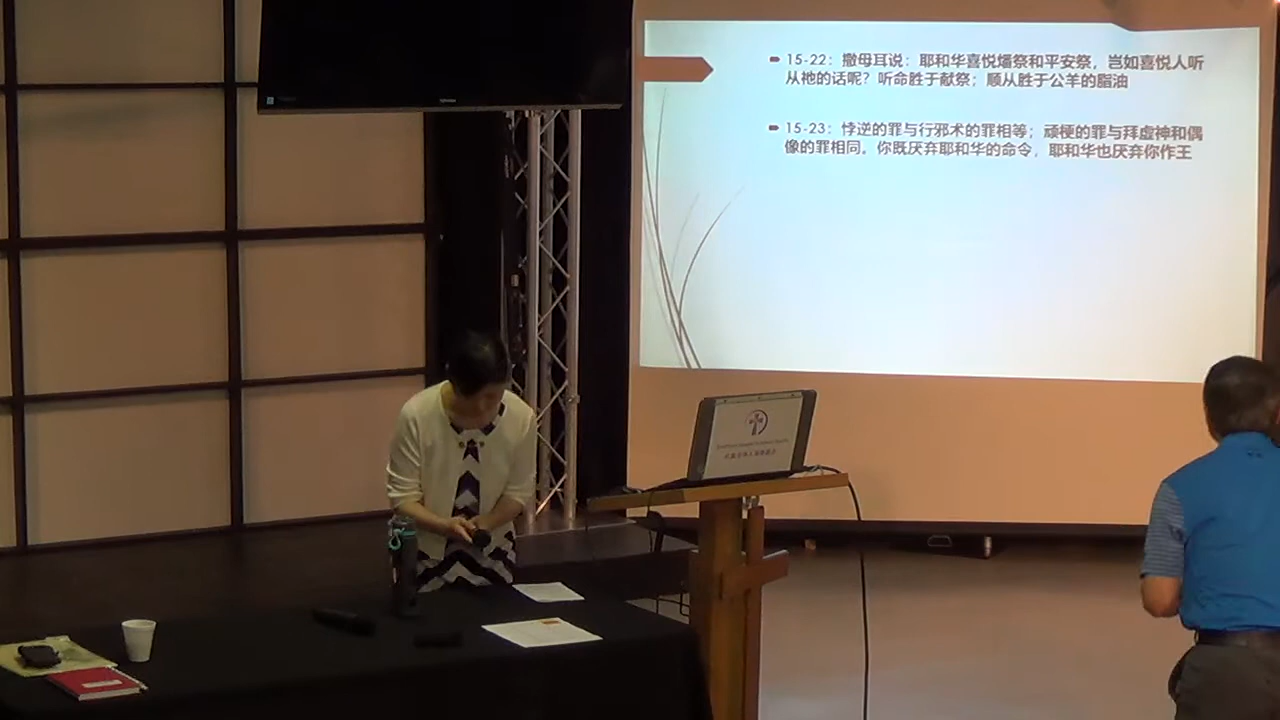 15-22：撒母耳说：耶和华喜悦燔祭和平安祭，岂如喜悦人听
从祂的话呢？听命胜于献祭；顺从胜于公羊的脂油
15-23：悖逆的罪与行邪术的罪相等；顽梗的罪与拜虚神和偶
像的罪相同。你既厌弃耶和华的命令，耶和华也厌弃你作王